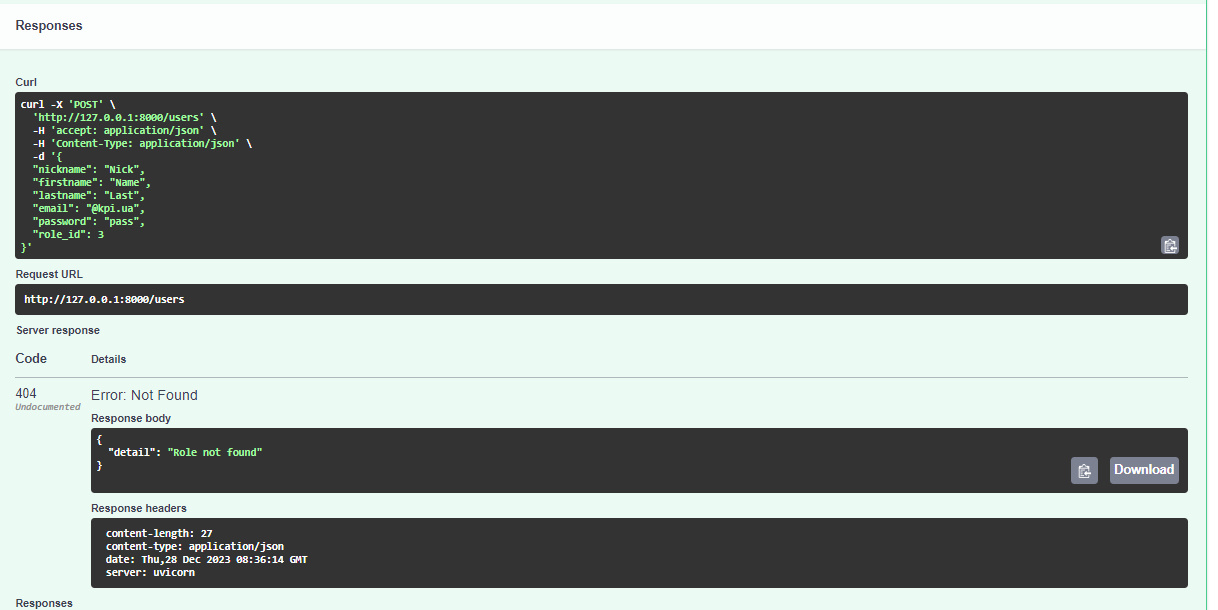 Responses
Curl
curl -X 'POST' \
  'http://127.0.0.1:8000/users' \
  -H 'accept: application/json' \
  -H 'Content-Type: application/json' \
  -d '{
  "nickname": "Nick",
  "firstname": "Name",
  "lastname": "Last",
  "email": "@kpi.ua",
  "password": "pass",
  "role_id": 3
}'
Request URL
http://127.0.0.1:8000/users
Server response
Code Details
404 Error: Not Found
Undocumented
Response body
{
  "detail": "Role not found"
}
Download
Response headers
content-length: 27
content-type: application/json
date: Thu,28 Dec 2023 08:36:14 GMT
server: uvicorn
Responses